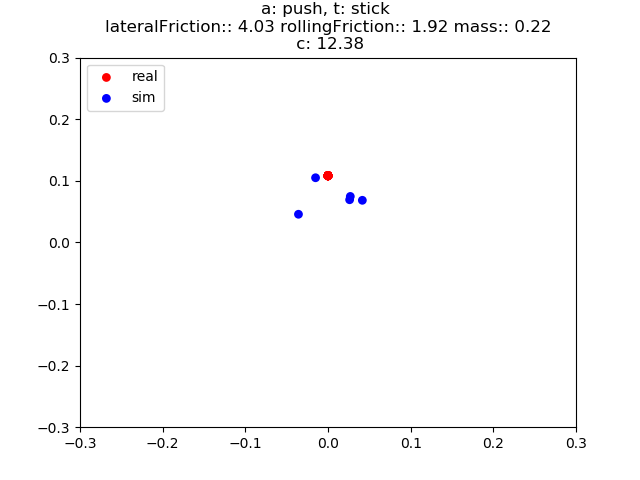 a: push, t: stick
lateralFriction:: 4.03 rollingFriction:: 1.92 mass:: 0.22
c: 12.38
real
sim
0.3
0.2
0.1
0.0
−0.1
−0.2
−0.3
−0.3 −0.2 −0.1 0.0 0.1 0.2 0.3